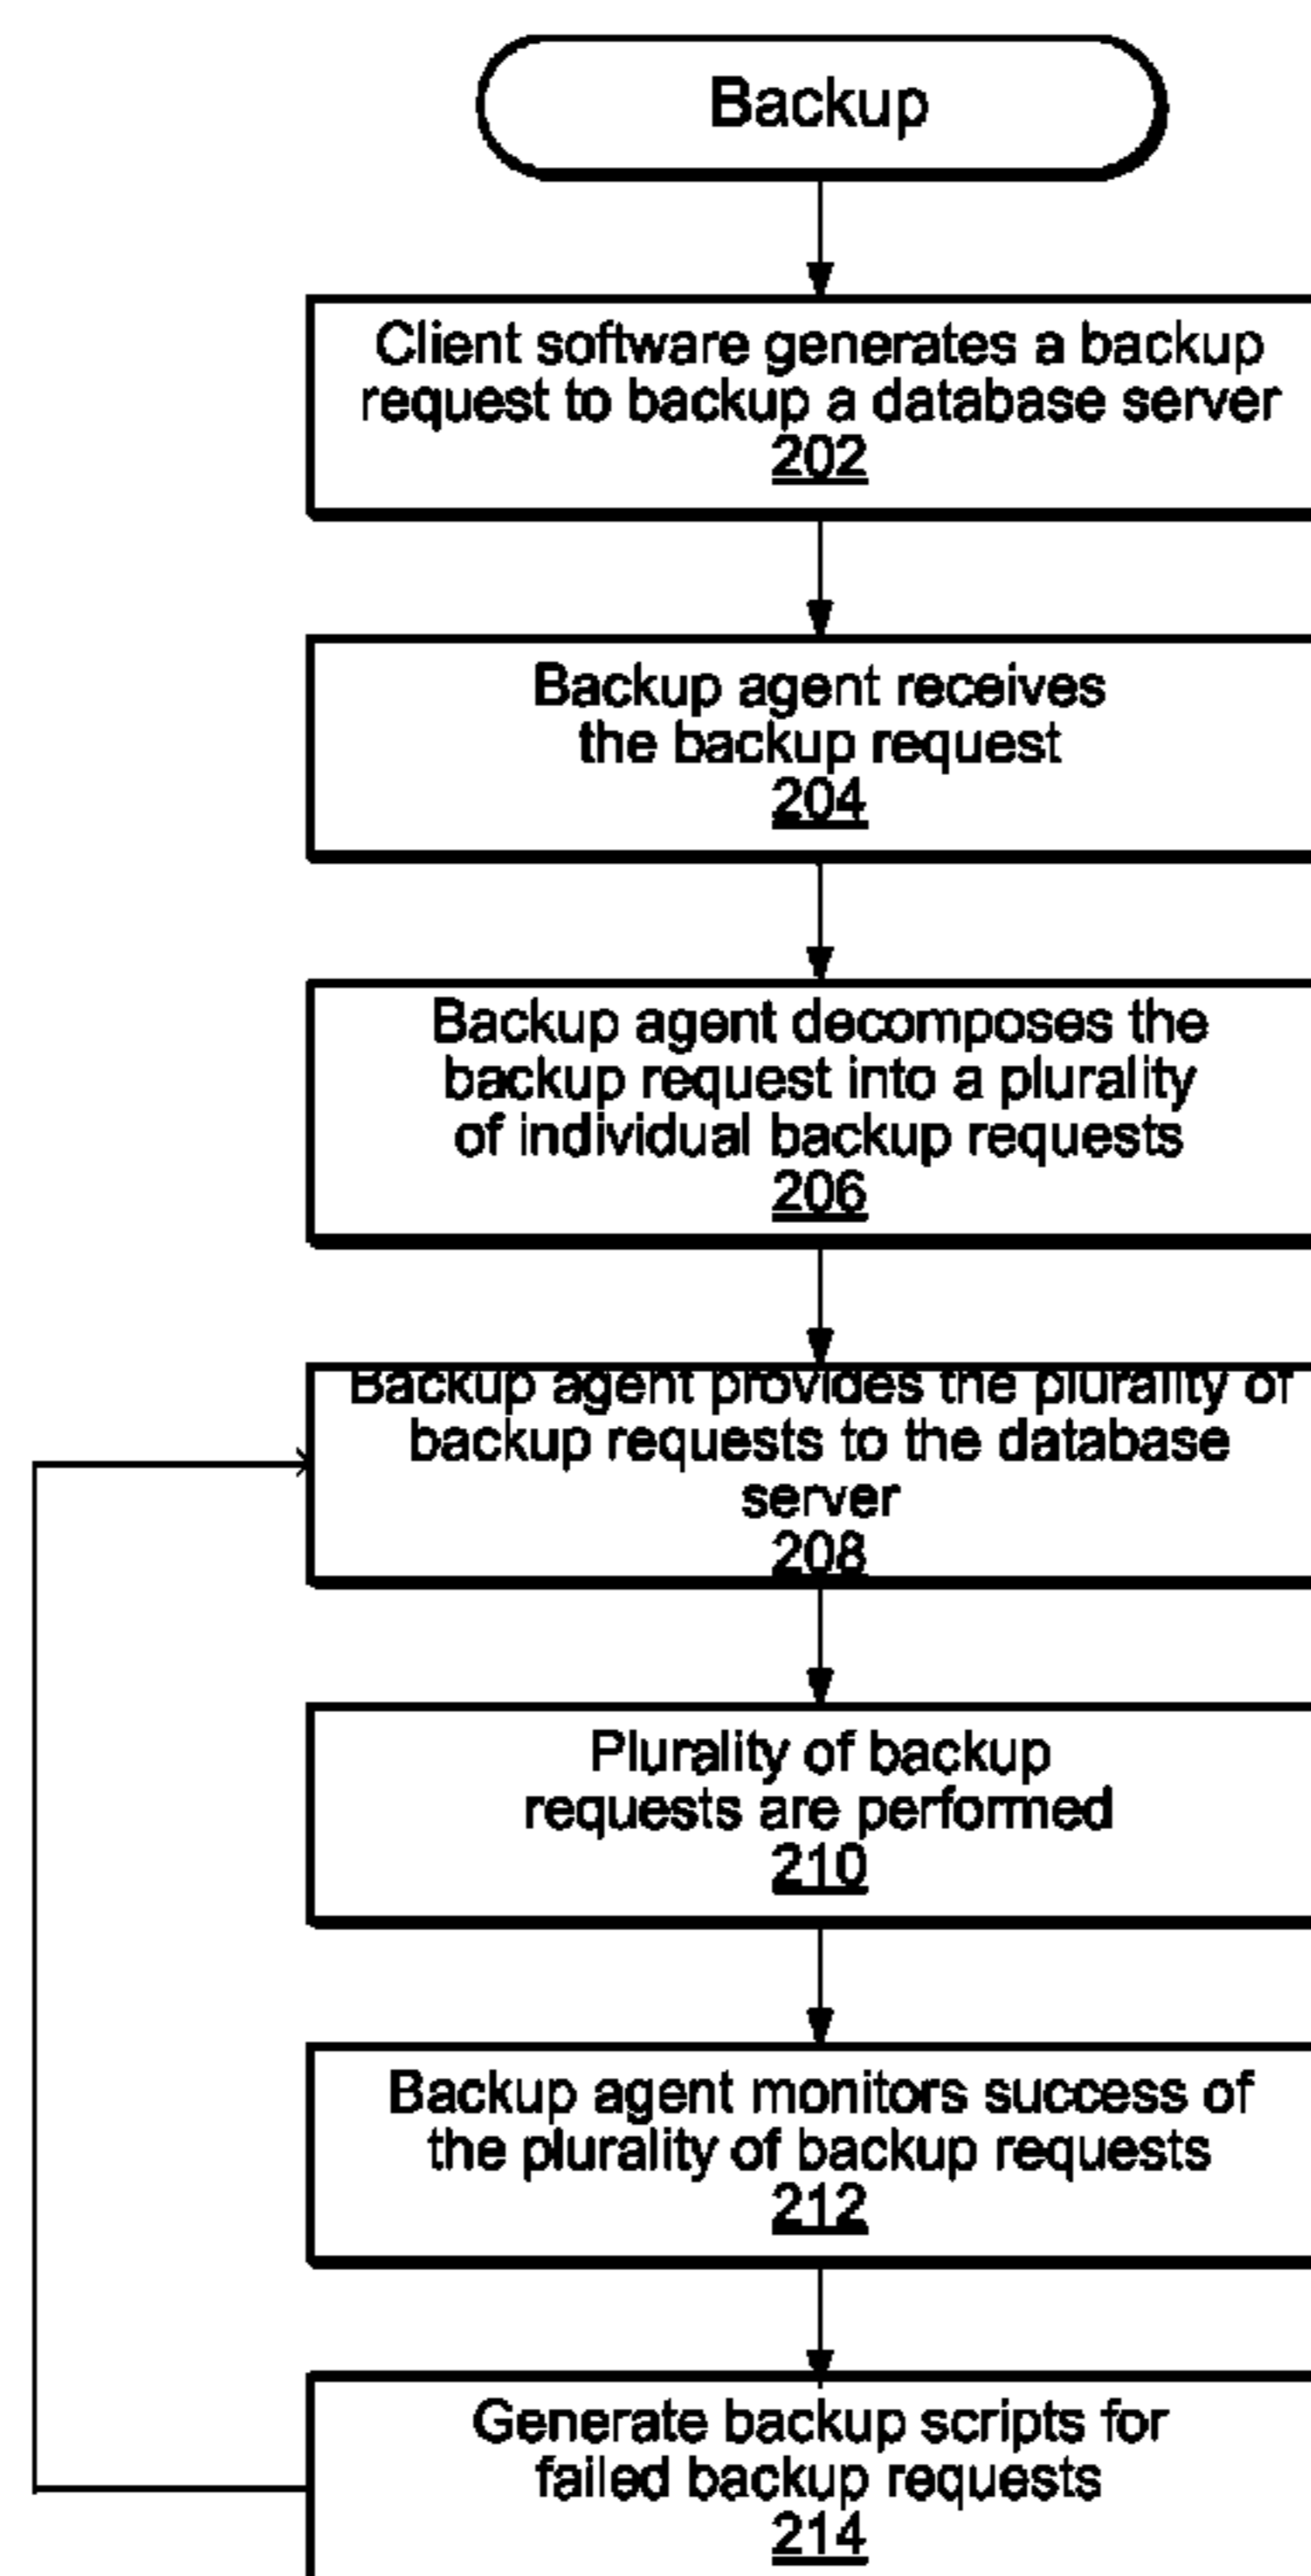 Backup
Client software generates a backup
request to backup a database server
202
Backup agent receives
the backup request
204
Backup agent decomposes the
backup request into a plurality
of individual backup requests
206
Backup agent provides the plurality of
backup requests to the database
server
208
Plurality of backup
requests are performed
210
Backup agent monitors success of
the plurality of backup requests
212
Generate backup scripts for
failed backup requests
214